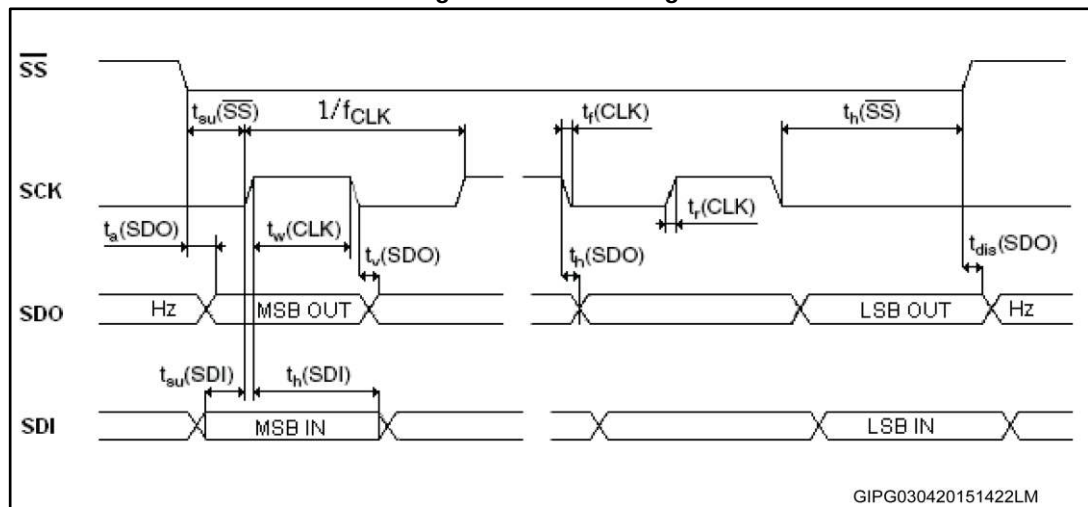 SS
tsu(SS) 1/fCLK tf(CLK) th(SS)
SCK
ta(SDO) tw(CLK) tv(SDO) th(SDO) tr(CLK) tdis(SDO)
SDO Hz MSB OUT LSB OUT Hz
tsu(SDI) th(SDI)
SDI MSB IN LSB IN
GIPG030420151422LM